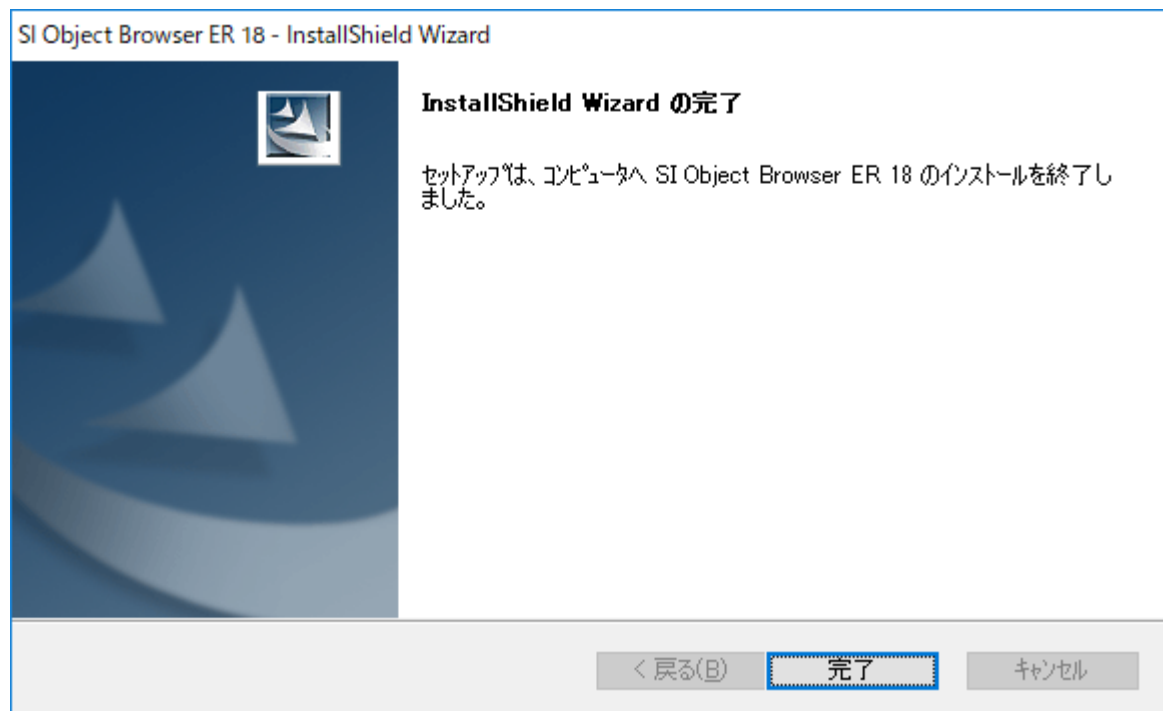 SI Object Browser ER 18 - InstallShield Wizard
InstallShield Wizard の完了
セットアップは、コンピュータへ SI Object Browser ER 18 のインストールを終了し
ました。
< 戻る(B)
完了
キャンセル